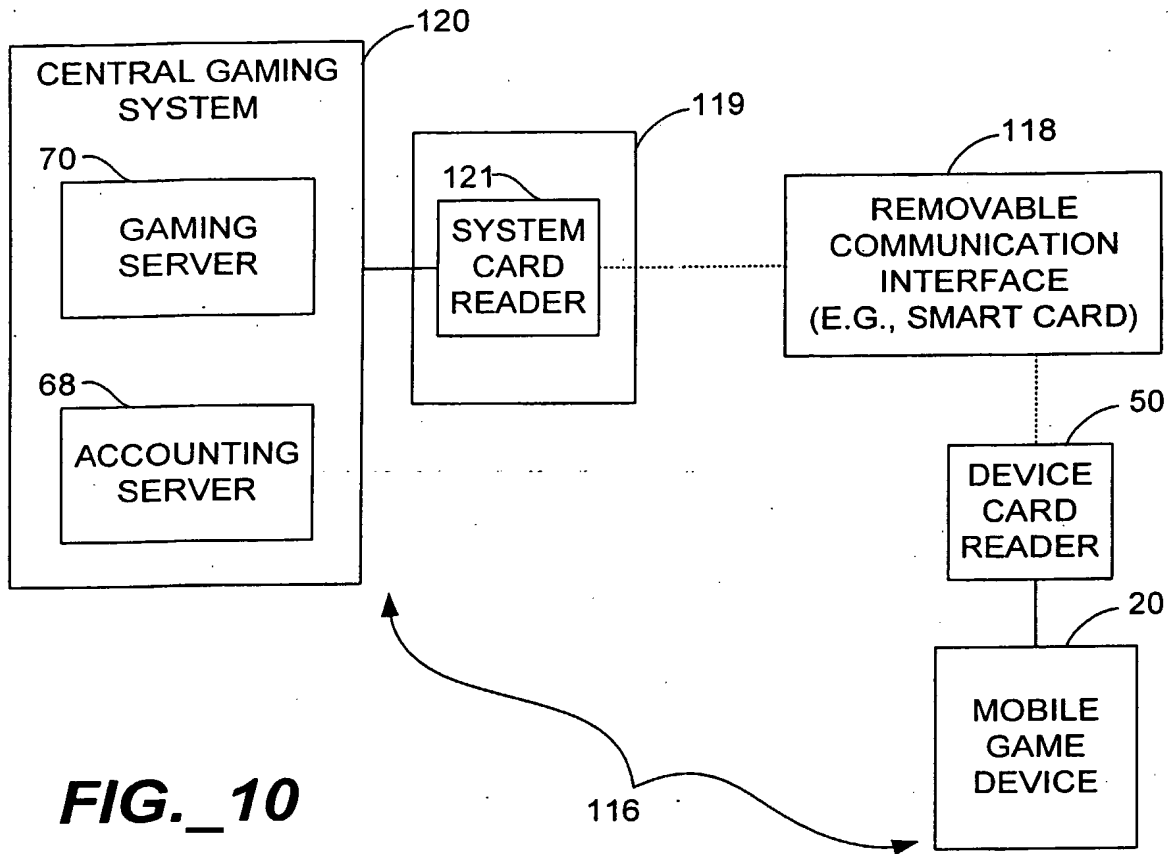 120
CENTRAL GAMING
SYSTEM
70
GAMING
SERVER
68
ACCOUNTING
SERVER
119
121
SYSTEM
CARD
READER
118
REMOVABLE
COMMUNICATION
INTERFACE
(E.G., SMART CARD)
50
DEVICE
CARD
READER
20
MOBILE
GAME
DEVICE
116
FIG._10